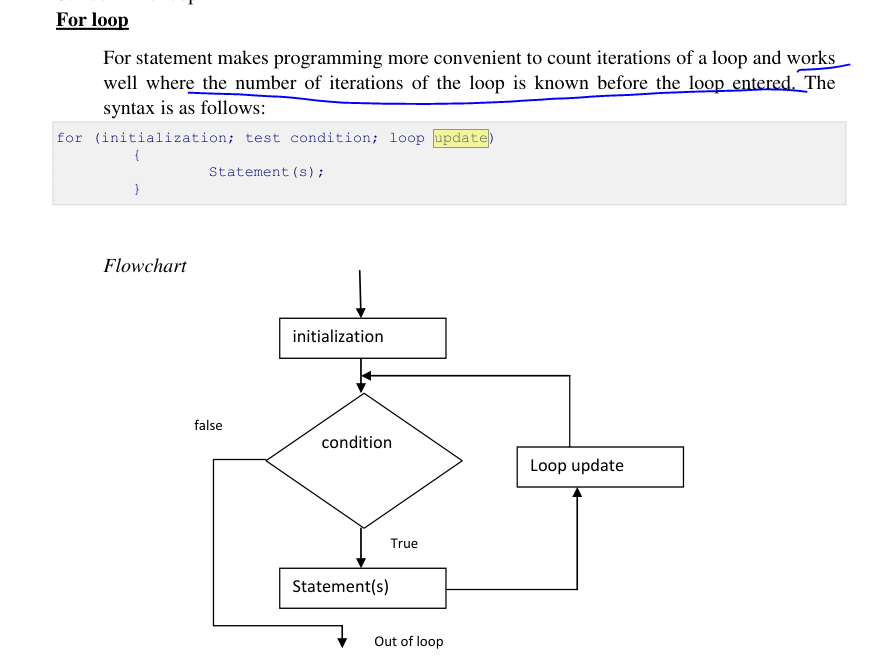 For loop
For statement makes programming more convenient to count iterations of a loop and works
well where the number of iterations of the loop is known before the loop entered. The
syntax is as follows:
for (initialization; test condition; loop update)
{
Statement(s);
}
Flowchart
initialization
false
condition
Loop update
True
Statement(s)
Out of loop